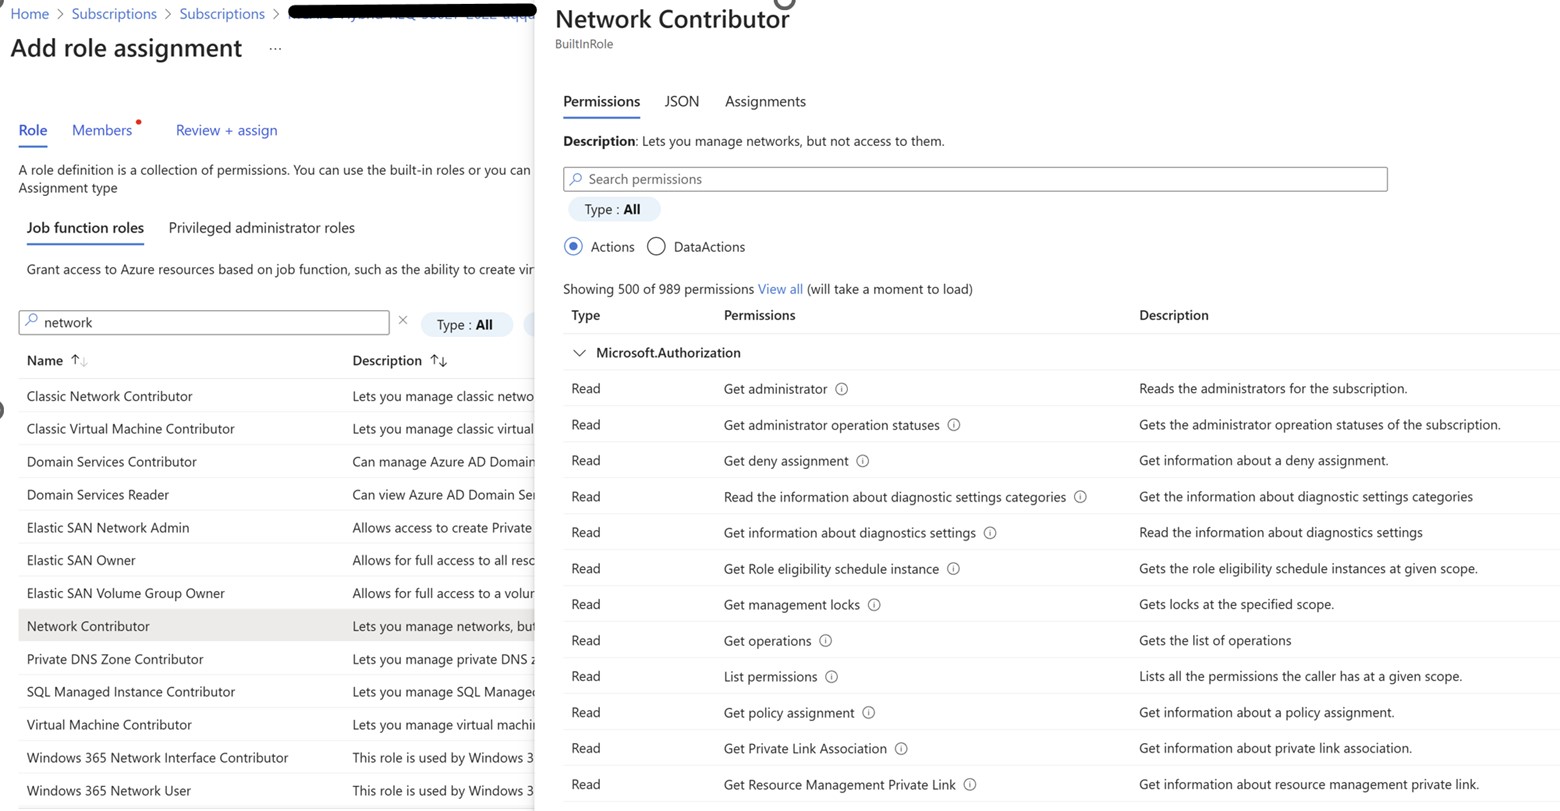 Home > Subscriptions > Subscriptions >
Add role assignment ...
Role Members Review + assign
A role definition is a collection of permissions. You can use the built-in roles or you can
Assignment type
Job function roles Privileged administrator roles
Grant access to Azure resources based on job function, such as the ability to create vir
network
Type : All
Name ↑↓ Description ↑↓
Classic Network Contributor Lets you manage classic netwo
Classic Virtual Machine Contributor Lets you manage classic virtual
Domain Services Contributor Can manage Azure AD Domain
Domain Services Reader Can view Azure AD Domain Se
Elastic SAN Network Admin Allows access to create Private
Elastic SAN Owner Allows for full access to all reso
Elastic SAN Volume Group Owner Allows for full access to a volur
Network Contributor Lets you manage networks, but
Private DNS Zone Contributor Lets you manage private DNS z
SQL Managed Instance Contributor Lets you manage SQL Managed
Virtual Machine Contributor Lets you manage virtual machi
Windows 365 Network Interface Contributor This role is used by Windows 3
Windows 365 Network User This role is used by Windows 3
Network Contributor
BuiltInRole
Permissions JSON Assignments
Description: Lets you manage networks, but not access to them.
Search permissions
Type : All
Actions DataActions
Showing 500 of 989 permissions View all (will take a moment to load)
Type Permissions Description
Microsoft.Authorization
Read Get administrator Reads the administrators for the subscription.
Read Get administrator operation statuses Gets the administrator opreation statuses of the subscription.
Read Get deny assignment Get information about a deny assignment.
Read Read the information about diagnostic settings categories Get the information about diagnostic settings categories
Read Get information about diagnostics settings Read the information about diagnostics settings
Read Get Role eligibility schedule instance Gets the role eligibility schedule instances at given scope.
Read Get management locks Gets locks at the specified scope.
Read Get operations Gets the list of operations
Read List permissions Lists all the permissions the caller has at a given scope.
Read Get policy assignment Get information about a policy assignment.
Read Get Private Link Association Get information about private link association.
Read Get Resource Management Private Link Get information about resource management private link.